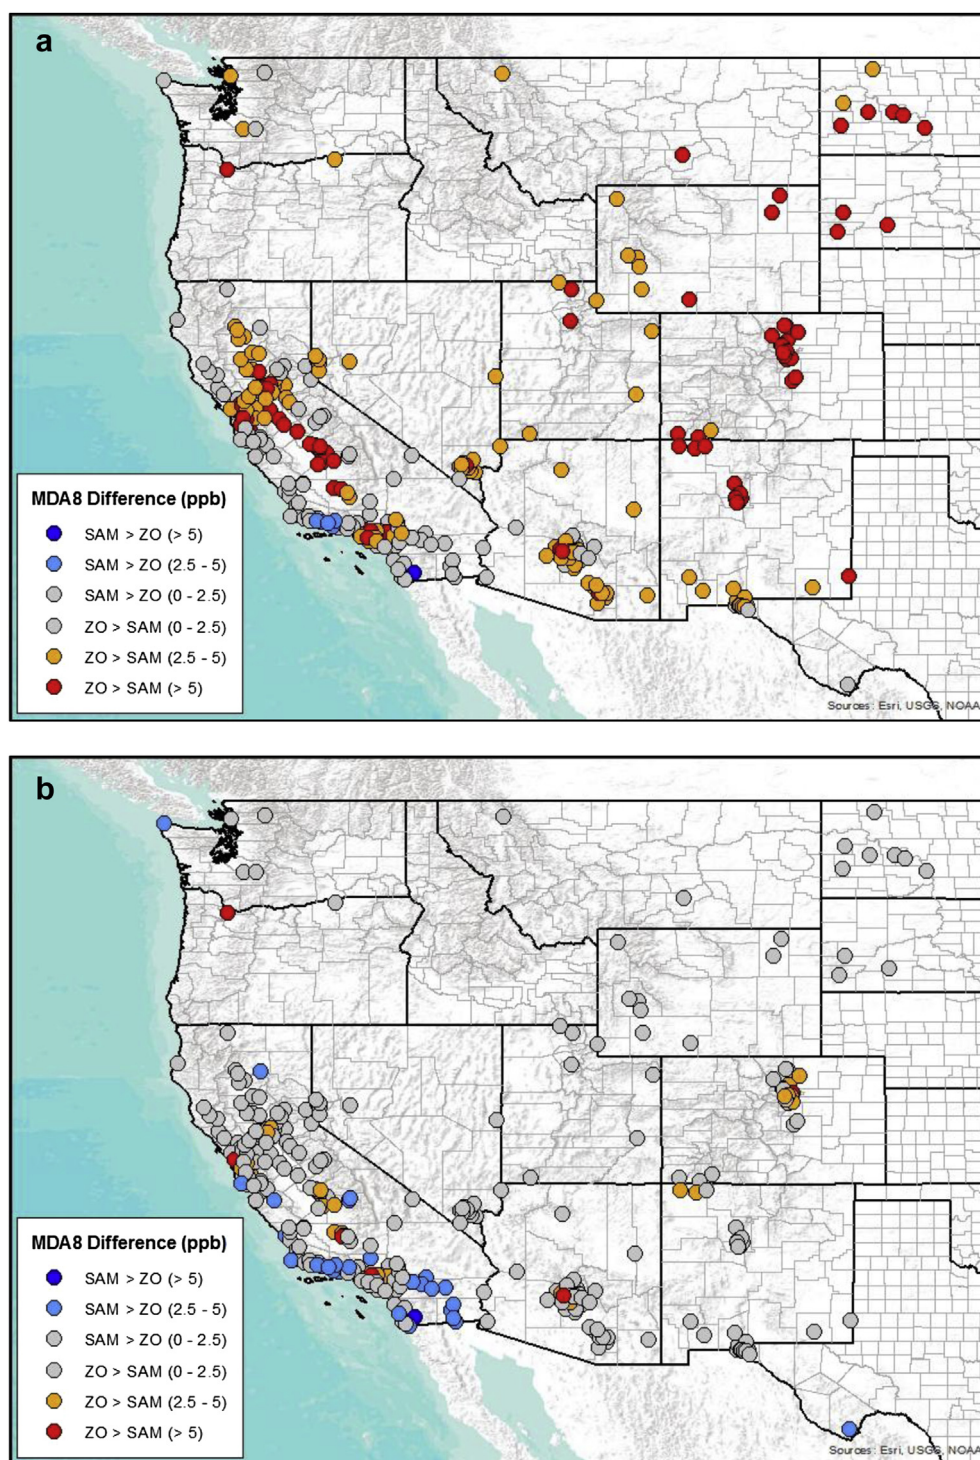 a
MDA8 Difference (ppb)
SAM > ZO (> 5)
SAM > ZO (2.5 - 5)
SAM > ZO (0 - 2.5)
ZO > SAM (0 - 2.5)
ZO > SAM (2.5 - 5)
ZO > SAM (> 5)
Sources: Esri, USGS, NOAA
b
MDA8 Difference (ppb)
SAM > ZO (> 5)
SAM > ZO (2.5 - 5)
SAM > ZO (0 - 2.5)
ZO > SAM (0 - 2.5)
ZO > SAM (2.5 - 5)
ZO > SAM (> 5)
Sources: Esri, USGS, NOAA